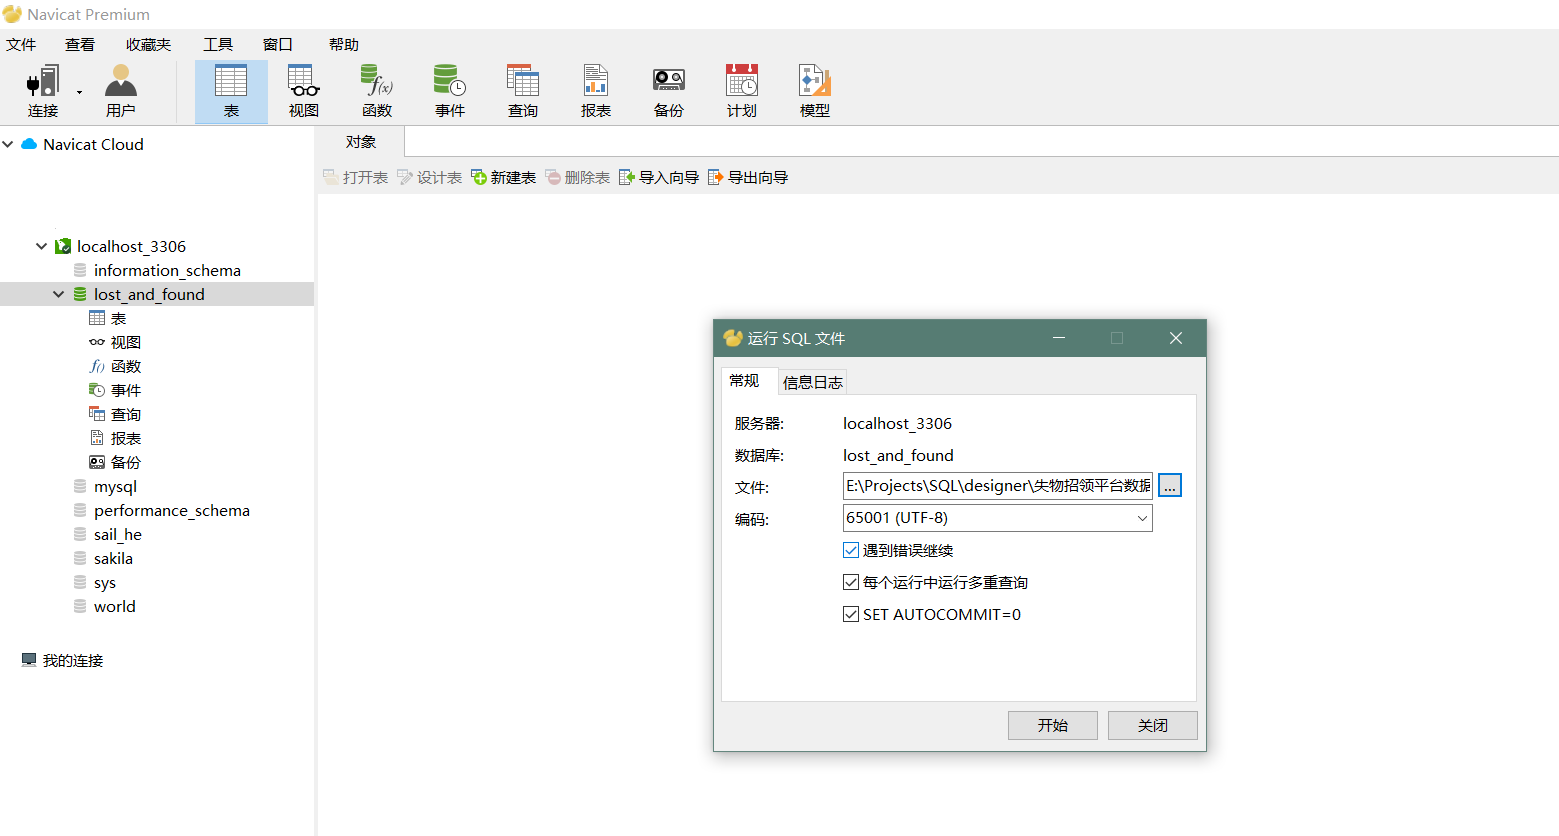 Navicat Premium
文件 查看 收藏夹 工具 窗口 帮助
连接 用户 表 视图 函数 事件 查询 报表 备份 计划 模型
Navicat Cloud
对象
打开表 设计表 新建表 删除表 导入向导 导出向导
localhost_3306
information_schema
lost_and_found
表
视图
f() 函数
事件
查询
报表
备份
mysql
performance_schema
sail_he
sakila
sys
world
我的连接
运行 SQL 文件
常规 信息日志
服务器: localhost_3306
数据库: lost_and_found
文件: E:\Projects\SQL\designer\失物招领平台数据 ...
编码: 65001 (UTF-8)
遇到错误继续
每个运行中运行多重查询
SET AUTOCOMMIT=0
开始 关闭